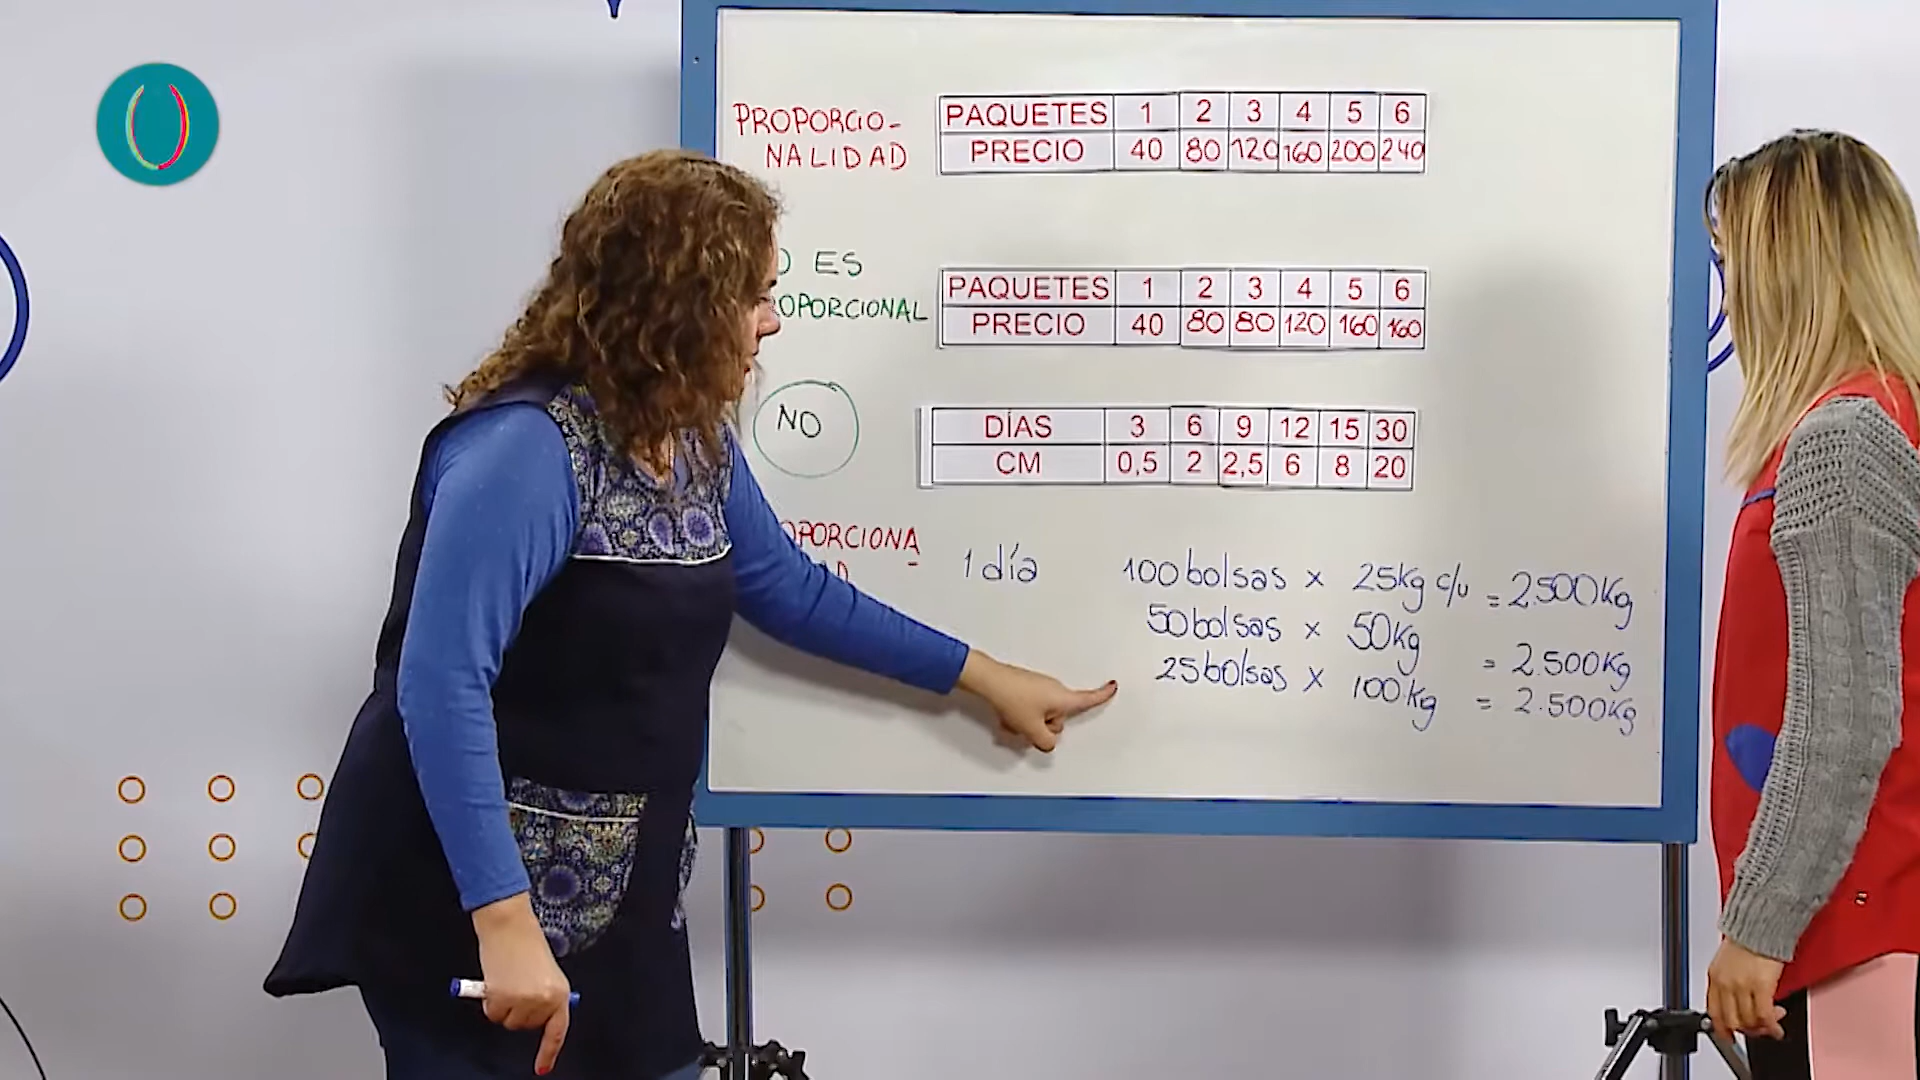 PROPORCIO-
NALIDAD
PAQUETES 1 2 3 4 5 6
PRECIO 40 80 120 160 200 240
ES
PAQUETES 1 2 3 4 5 6
PRECIO 40 80 80 120 160 160
NO
DÍAS 3 6 9 12 15 30
CM 0,5 2 2,5 6 8 20
1 día
100 bolsas x 25kg c/u = 2.500Kg
50 bolsas x 50Kg = 2.500Kg
25 bolsas x 100 Kg = 2.500Kg